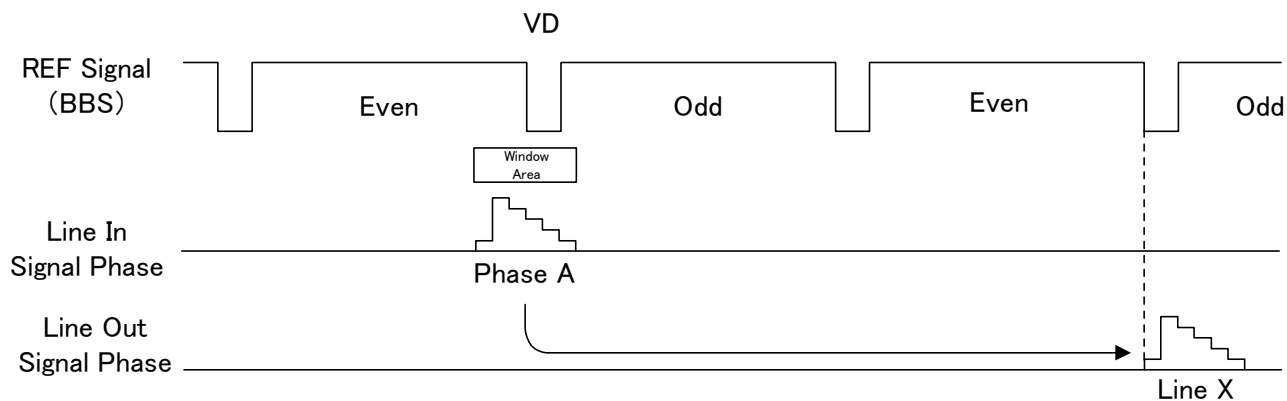 VD
REF Signal
(BBS)
Even
Odd
Even
Odd
Window
Area
Line In
Signal Phase
Phase A
Line Out
Signal Phase
Line X